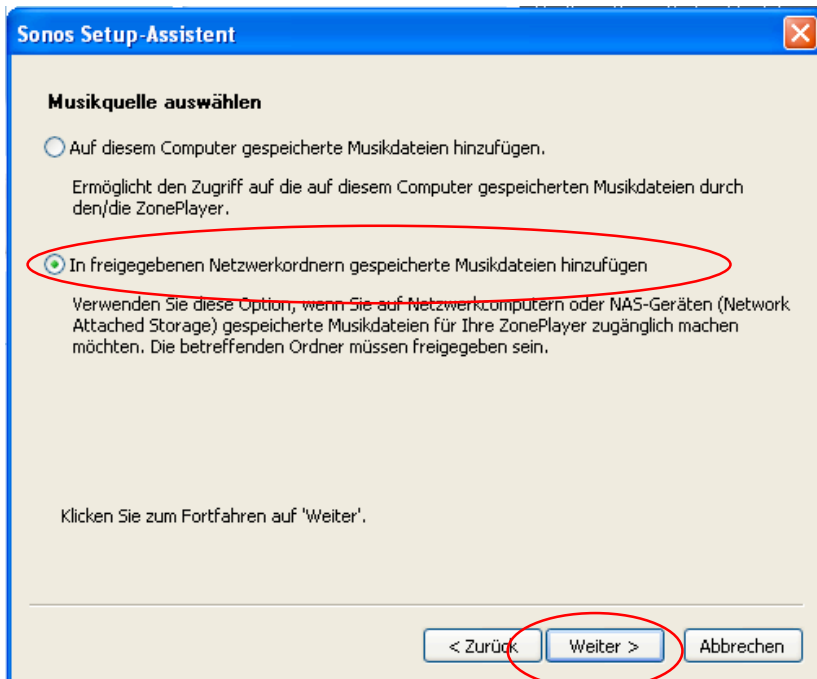 Sonos Setup-Assistent
Musikquelle auswählen
Auf diesem Computer gespeicherte Musikdateien hinzufügen.
Ermöglicht den Zugriff auf die auf diesem Computer gespeicherten Musikdateien durch
den/die ZonePlayer.
In freigegebenen Netzwerkordnern gespeicherte Musikdateien hinzufügen
Verwenden Sie diese Option, wenn Sie auf Netzwerkcomputern oder NAS-Geräten (Network
Attached Storage) gespeicherte Musikdateien für Ihre ZonePlayer zugänglich machen
möchten. Die betreffenden Ordner müssen freigegeben sein.
Klicken Sie zum Fortfahren auf 'Weiter'.
< Zurück Weiter > Abbrechen